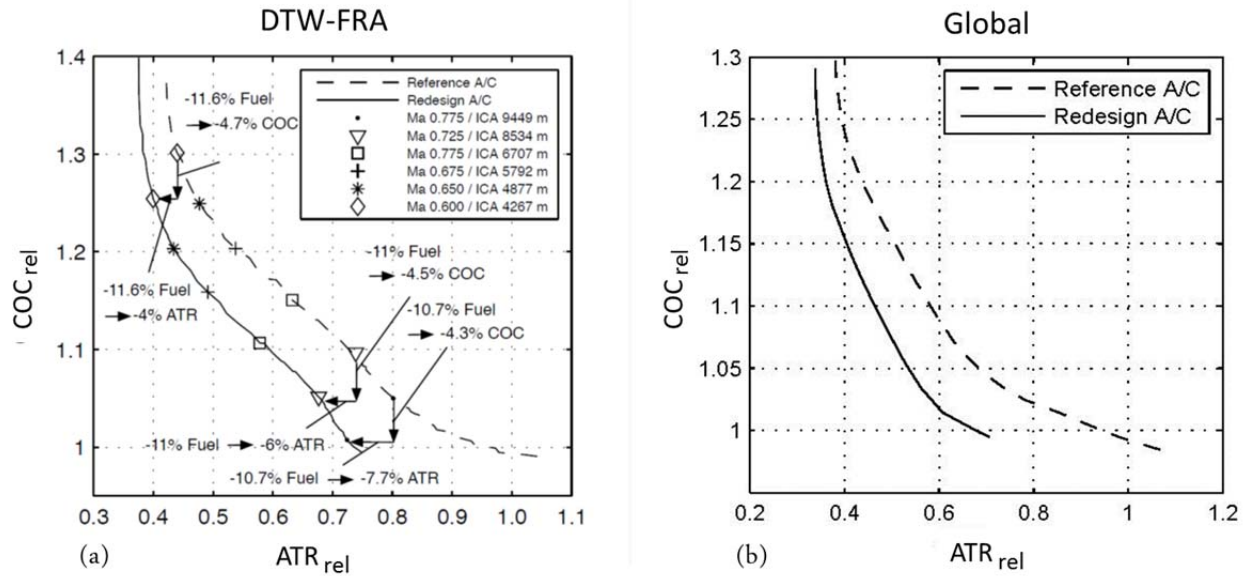 DTW-FRA
1.4
1.3
1.2
1.1
1
COC rel
0.3 0.4 0.5 0.6 0.7 0.8 0.9 1.0 1.1
(a)
ATR rel
Reference A/C
Redesign A/C
Ma 0.775 / ICA 9449 m
Ma 0.725 / ICA 8534 m
Ma 0.775 / ICA 6707 m
Ma 0.675 / ICA 5792 m
Ma 0.650 / ICA 4877 m
Ma 0.600 / ICA 4267 m
-11.6% Fuel
-4.7% COC
-11% Fuel
-4.5% COC
-10.7% Fuel
-4.3% COC
-11.6% Fuel
-4% ATR
-11% Fuel -6% ATR
-10.7% Fuel -7.7% ATR
Global
1.3
1.25
1.2
1.15
1.1
1.05
1
COC rel
0.2 0.4 0.6 0.8 1 1.2
(b)
ATR rel
Reference A/C
Redesign A/C